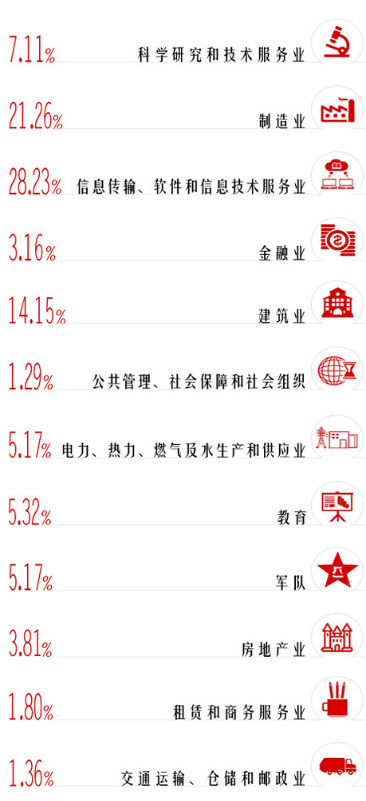 7.11% 科学研究和技术服务业
21.26% 制造业
28.23% 信息传输、软件和信息技术服务业
3.16% 金融业
14.15% 建筑业
1.29% 公共管理、社会保障和社会组织
5.17% 电力、热力、燃气及水生产和供应业
5.32% 教育
5.17% 军队
3.81% 房地产业
1.80% 租赁和商务服务业
1.36% 交通运输、仓储和邮政业